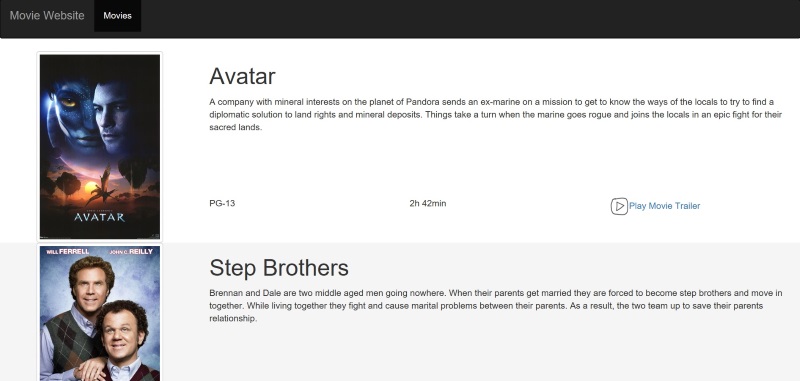 Movie Website Movies
Avatar
A company with mineral interests on the planet of Pandora sends an ex-marine on a mission to get to know the ways of the locals to try to find a
diplomatic solution to land rights and mineral deposits. Things take a turn when the marine goes rogue and joins the locals in an epic fight for their
sacred lands.
AVATAR
PG-13 2h 42min Play Movie Trailer
WILL FERRELL JOHN C. REILLY
Step Brothers
Brennan and Dale are two middle aged men going nowhere. When their parents get married they are forced to become step brothers and move in
together. While living together they fight and cause marital problems between their parents. As a result, the two team up to save their parents
relationship.